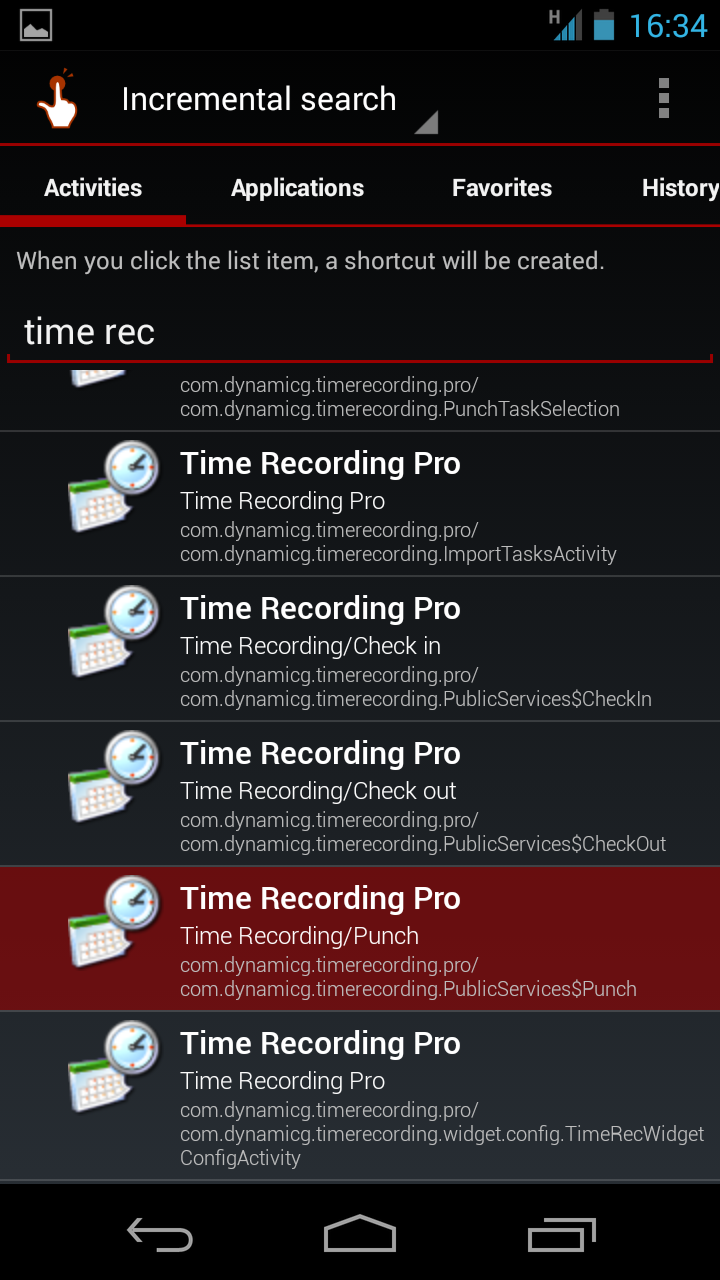 H 16:34
Incremental search
Activities Applications Favorites History
When you click the list item, a shortcut will be created.
time rec
com.dynamicg.timerecording.pro/
com.dynamicg.timerecording.PunchTaskSelection
Time Recording Pro
Time Recording Pro
com.dynamicg.timerecording.pro/
com.dynamicg.timerecording.ImportTasksActivity
Time Recording Pro
Time Recording/Check in
com.dynamicg.timerecording.pro/
com.dynamicg.timerecording.PublicServices$CheckIn
Time Recording Pro
Time Recording/Check out
com.dynamicg.timerecording.pro/
com.dynamicg.timerecording.PublicServices$CheckOut
Time Recording Pro
Time Recording/Punch
com.dynamicg.timerecording.pro/
com.dynamicg.timerecording.PublicServices$Punch
Time Recording Pro
Time Recording Pro
com.dynamicg.timerecording.pro/
com.dynamicg.timerecording.widget.config.TimeRecWidget
ConfigActivity